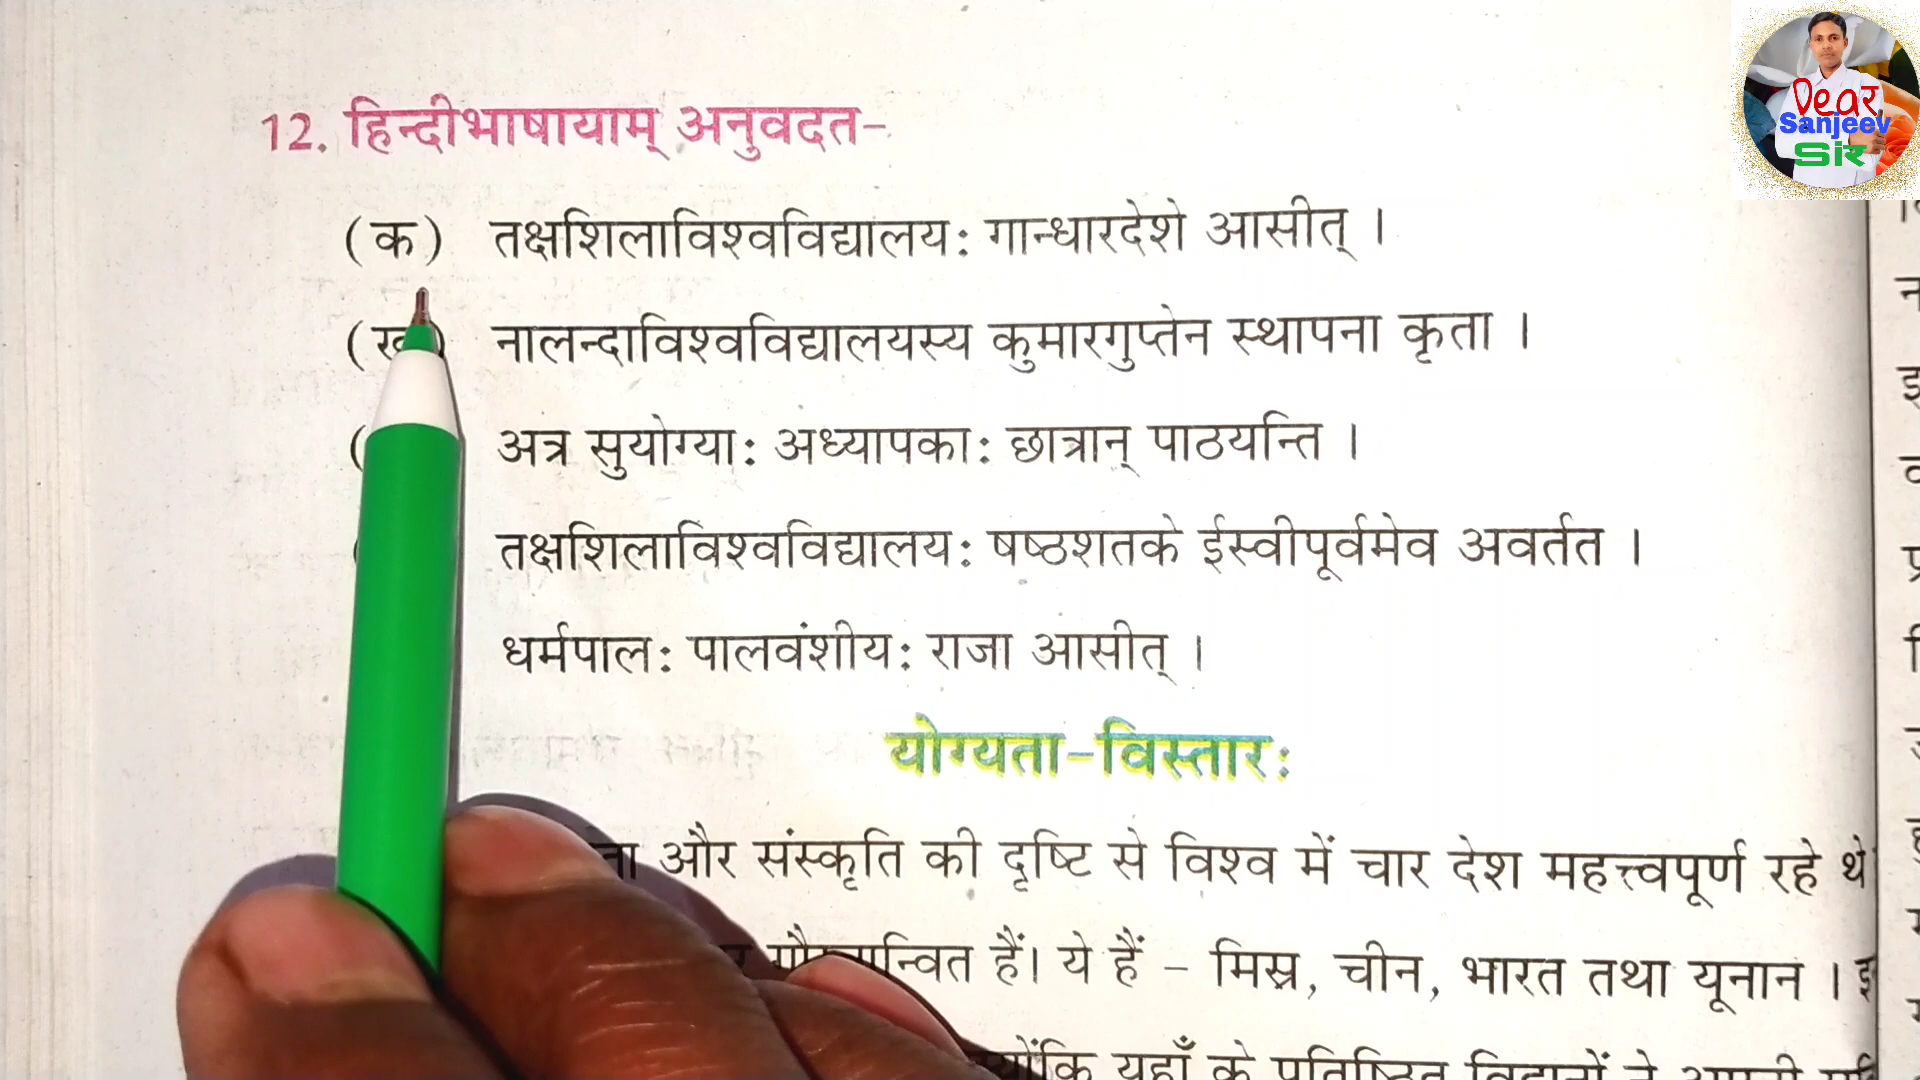 Dear
Sanjeev
Sir
12. हिन्दीभाषायाम् अनुवदत-
(क) तक्षशिलाविश्वविद्यालयः गान्धारदेशे आसीत् ।
(ख) नालन्दाविश्वविद्यालयस्य कुमारगुप्तेन स्थापना कृता ।
( अत्र सुयोग्याः अध्यापकाः छात्रान् पाठयन्ति ।
( तक्षशिलाविश्वविद्यालयः षष्ठशतके ईस्वीपूर्वमेव अवर्तत ।
धर्मपालः पालवंशीयः राजा आसीत् ।
योग्यता-विस्तारः
और संस्कृति की दृष्टि से विश्व में चार देश महत्त्वपूर्ण रहे थे
हैं। ये हैं - मिस्र, चीन, भारत तथा यूनान ।
यहाँ के